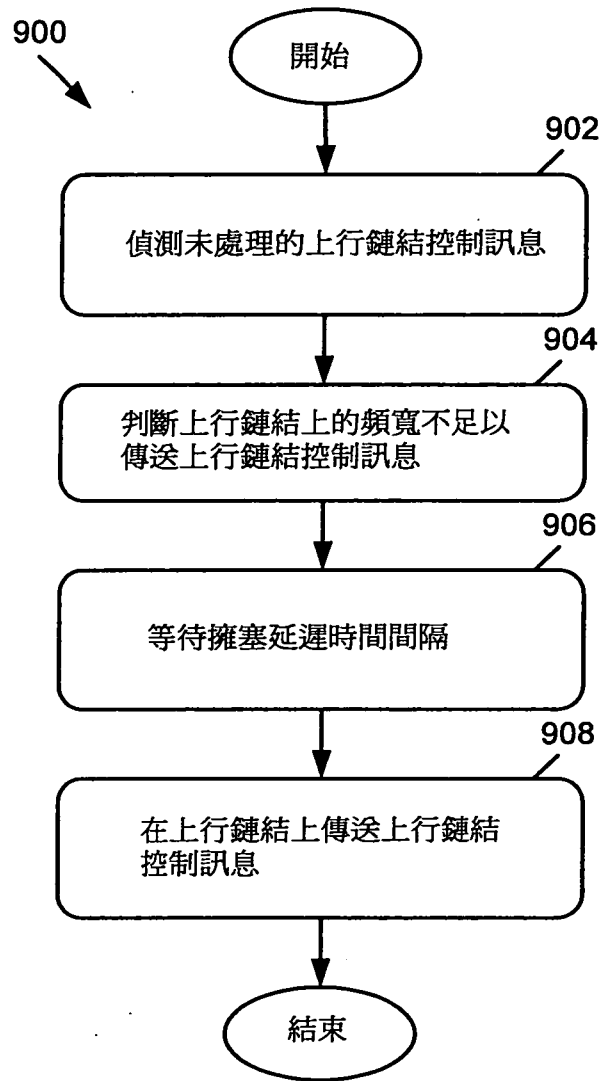 900
開始
902
偵測未處理的上行鏈結控制訊息
904
判斷上行鏈結上的頻寬不足以
傳送上行鏈結控制訊息
906
等待擁塞延遲時間間隔
908
在上行鏈結上傳送上行鏈結
控制訊息
結束